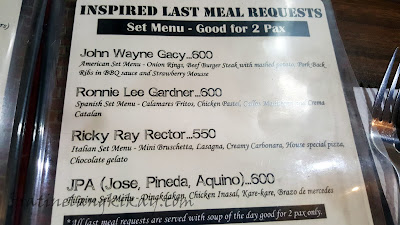 INSPIRED LAST MEAL REQUESTS
Set Menu - Good for 2 Pax
John Wayne Gacy...600
American Set Menu - Onion Rings, Beef Burger Steak with mashed potato, Pork Back
Ribs in BBQ sauce and Strawberry Mousse
Ronnie Lee Gardner...600
Spanish Set Menu - Calamares Fritos, Chicken Pastel, Crema
Catalan
Ricky Ray Rector...550
Italian Set Menu - Mini Bruschetta, Lasagna, Creamy Carbonara, House special pizza,
Chocolate gelato
JPA (Jose, Pineda, Aquino)...600
Filipino Set Menu - Dinakdakan, Chicken Inasal, Kare-kare, Brazo de mercedes
*All last meal requests are served with soup of the day good for 2 pax only.